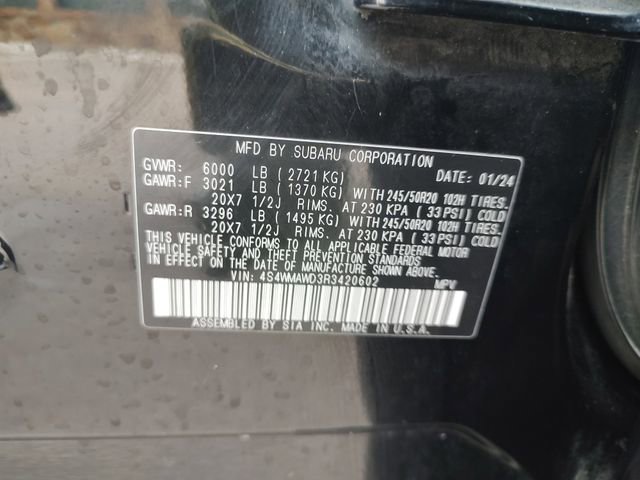 MFD BY SUBARU CORPORATION
GVWR: 6000 LB ( 2721 KG) DATE: 01/24
GAWR:F 3021 LB ( 1370 KG) WITH 245/50R20 102H TIRES,
20X7 1/2J RIMS, AT 230 KPA ( 33 PSI) COLD
GAWR:R 3296 LB ( 1495 KG) WITH 245/50R20 102H TIRES,
20X7 1/2J RIMS, AT 230 KPA ( 33 PSI) COLD
THIS VEHICLE CONFORMS TO ALL APPLICABLE FEDERAL MOTOR
VEHICLE SAFETY AND THEFT PREVENTION STANDARDS
IN EFFECT ON THE DATE OF MANUFACTURE SHOWN ABOVE.
VIN: 4S4WMAWD3R3420602 MPV
ASSEMBLED BY SIA INC. MADE IN U.S.A.